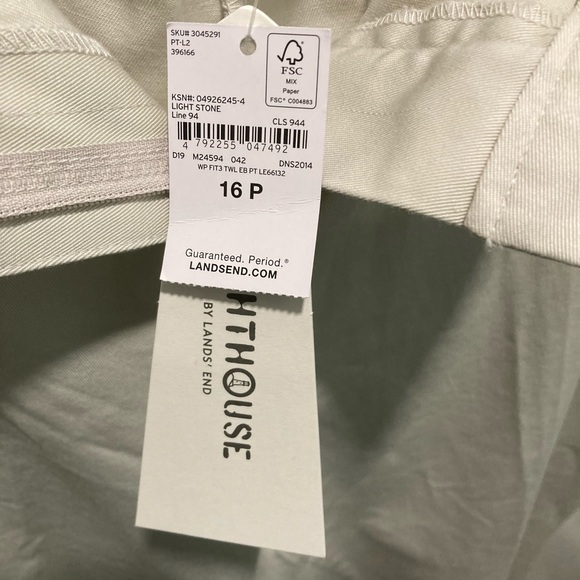 SKU# 3045291
PT-L2
396166
FSC
MIX
Paper
FSC® C004883
KSN#: 04926245-4
LIGHT STONE
Line 94
CLS 944
4 792255 047492
D19 M24594 042 DNS2014
WP FIT3 TWL EB PT LE66132
16 P
Guaranteed. Period.®
LANDSEND.COM
HTHOUSE
BY LANDS' END